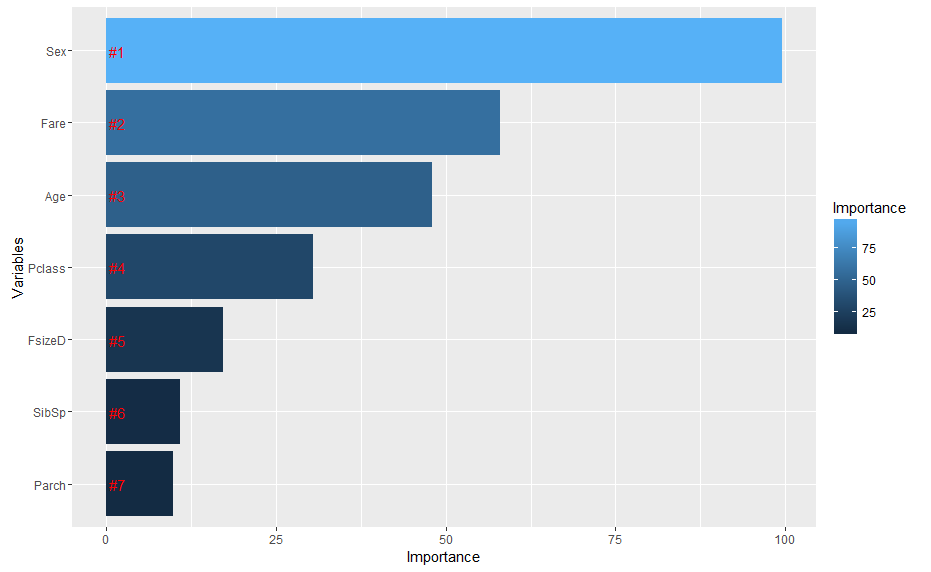 Variables
Sex #1
Fare #2
Age #3
Pclass #4
FsizeD #5
SibSp #6
Parch #7
0 25 50 75 100
Importance
Importance
75
50
25